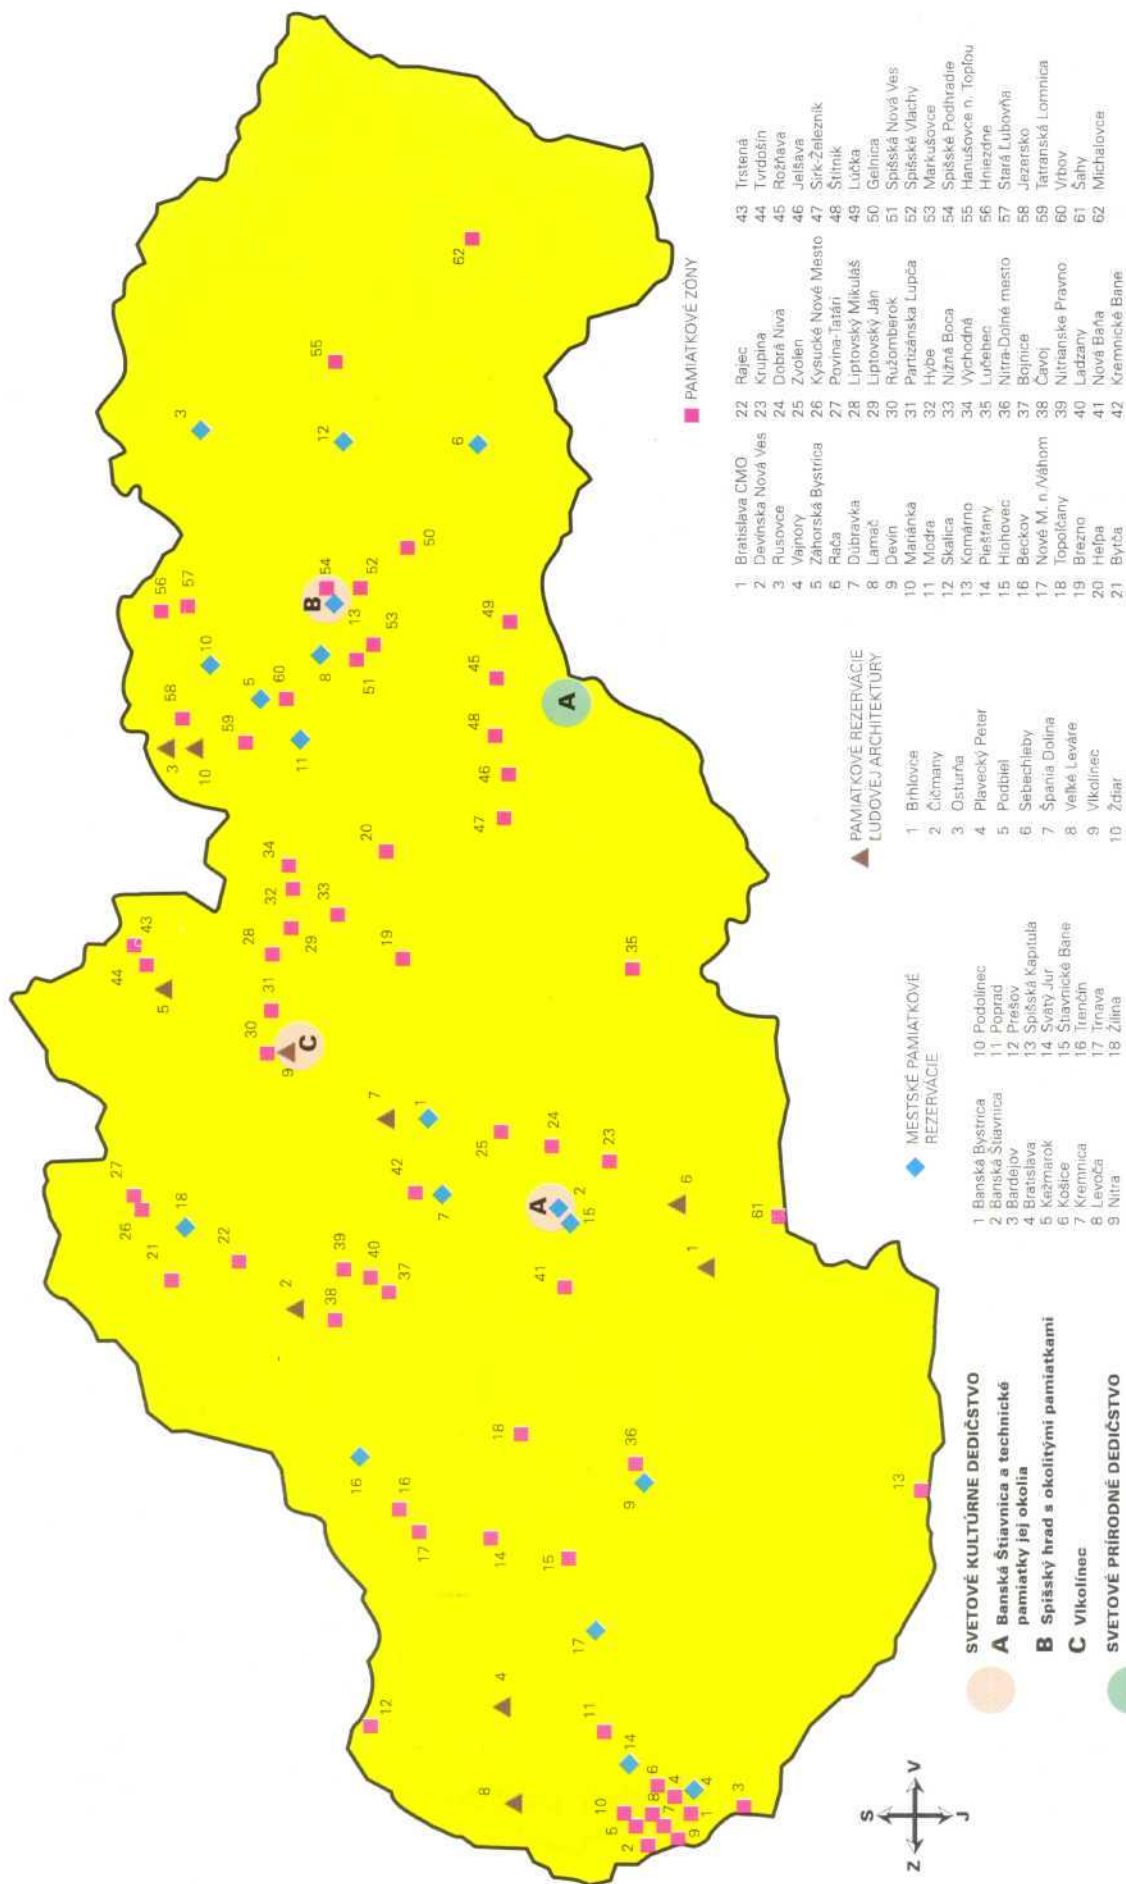 SVETOVÉ KULTÚRNE DEDIČSTVO
A Banská Štiavnica a technické
pamiatky jej okolia
B Spišský hrad s okolitými pamiatkami
C Vlkolínec
SVETOVÉ PRÍRODNÉ DEDIČSTVO
MESTSKÉ PAMIATKOVÉ
REZERVÁCIE
1 Banská Bystrica
2 Banská Štiavnica
3 Bardejov
4 Bratislava
5 Kežmarok
6 Košice
7 Kremnica
8 Levoča
9 Nitra
10 Podolínec
11 Poprad
12 Prešov
13 Spišská Kapitula
14 Svätý Jur
15 Štiavnické Bane
16 Trenčín
17 Trnava
18 Žilina
PAMIATKOVÉ REZERVÁCIE
ĽUDOVEJ ARCHITEKTÚRY
1 Brhlovce
2 Čičmany
3 Osturňa
4 Plavecký Peter
5 Podbiel
6 Sebechleby
7 Špania Dolina
8 Veľké Leváre
9 Vlkolínec
10 Ždiar
PAMIATKOVÉ ZÓNY
1 Bratislava CMO
2 Devínska Nová Ves
3 Rusovce
4 Vajnory
5 Záhorská Bystrica
6 Rača
7 Dúbravka
8 Lamač
9 Devín
10 Marianka
11 Modra
12 Skalica
13 Komárno
14 Piešťany
15 Hlohovec
16 Beckov
17 Nové M. n./Váhom
18 Topoľčany
19 Brezno
20 Heľpa
21 Bytča
22 Rajec
23 Krupina
24 Dobrá Niva
25 Zvolen
26 Kysucké Nové Mesto
27 Povina-Tatári
28 Liptovský Mikuláš
29 Liptovský Ján
30 Ružomberok
31 Partizánska Ľupča
32 Hybe
33 Nižná Boca
34 Východná
35 Lučebec
36 Nitra-Dolné mesto
37 Bojnice
38 Čavoj
39 Nitrianske Pravno
40 Ladzany
41 Nová Baňa
42 Kremnické Bane
43 Trstená
44 Tvrdošín
45 Rožňava
46 Jelšava
47 Sirk-Železník
48 Štítnik
49 Lúčka
50 Gelnica
51 Spišská Nová Ves
52 Spišské Vlachy
53 Markušovce
54 Spišské Podhradie
55 Hanušovce n. Topľou
56 Hniezdne
57 Stará Ľubovňa
58 Jezersko
59 Tatranská Lomnica
60 Vrbov
61 Šahy
62 Michalovce
S
Z V
J
A
B
C
A